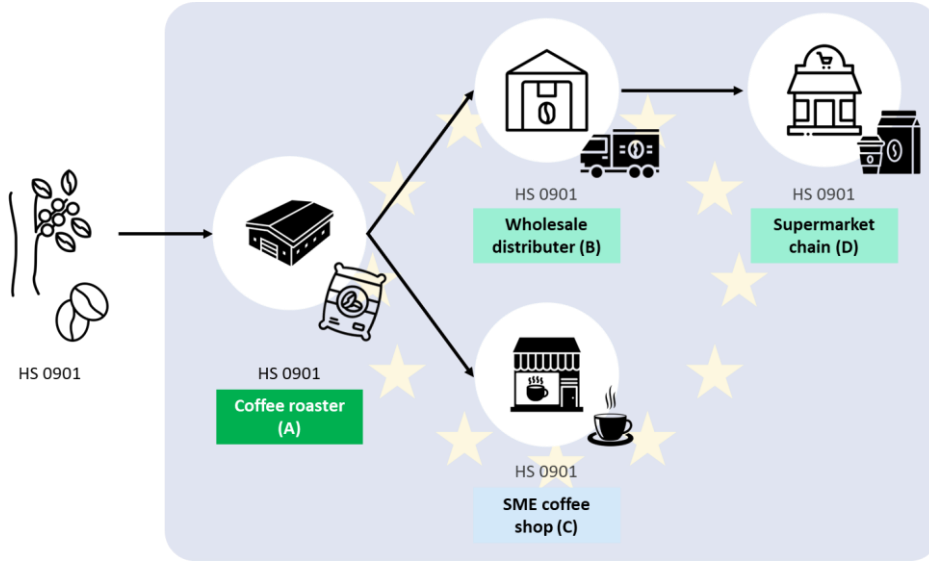 HS 0901
HS 0901
Coffee roaster
(A)
HS 0901
Wholesale
distributer (B)
HS 0901
Supermarket
chain (D)
HS 0901
SME coffee
shop (C)